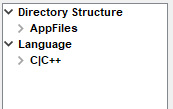 Directory Structure
AppFiles
Language
C|C++